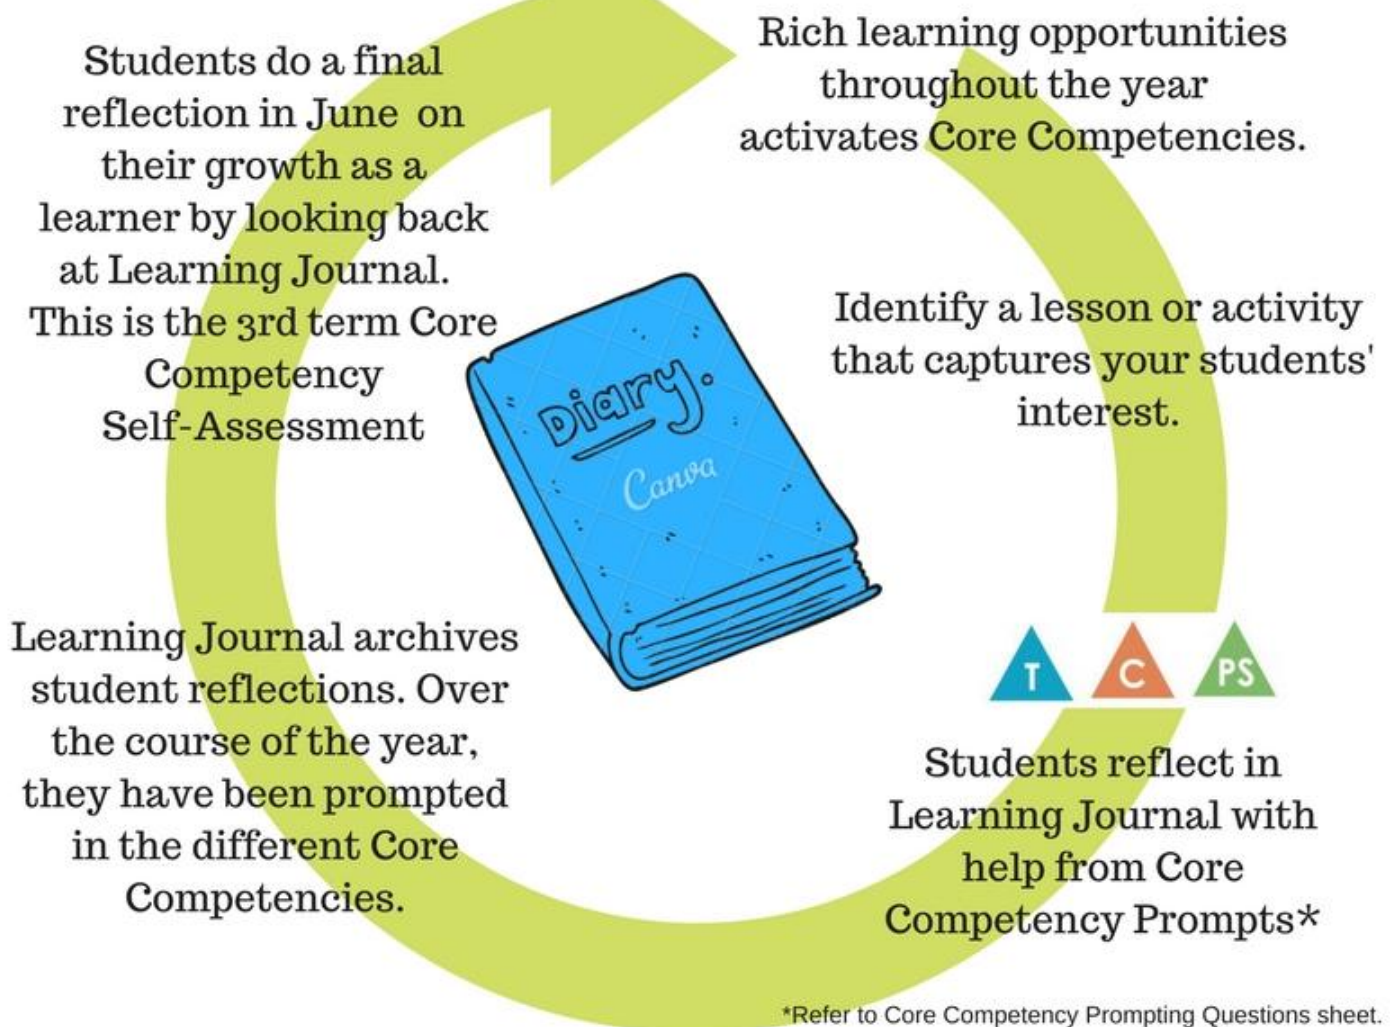 Rich learning opportunities
throughout the year
activates Core Competencies.
Identify a lesson or activity
that captures your students'
interest.
T
C
PS
Students reflect in
Learning Journal with
help from Core
Competency Prompts*
Learning Journal archives
student reflections. Over
the course of the year,
they have been prompted
in the different Core
Competencies.
Students do a final
reflection in June on
their growth as a
learner by looking back
at Learning Journal.
This is the 3rd term Core
Competency
Self-Assessment
Diary.
Canva
*Refer to Core Competency Prompting Questions sheet.